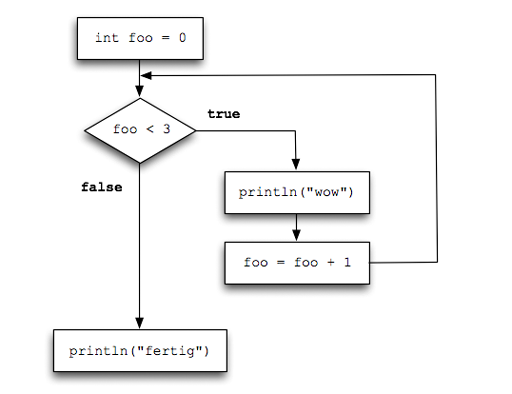 int foo = 0
foo < 3
true
false
println("wow")
foo = foo + 1
println("fertig")